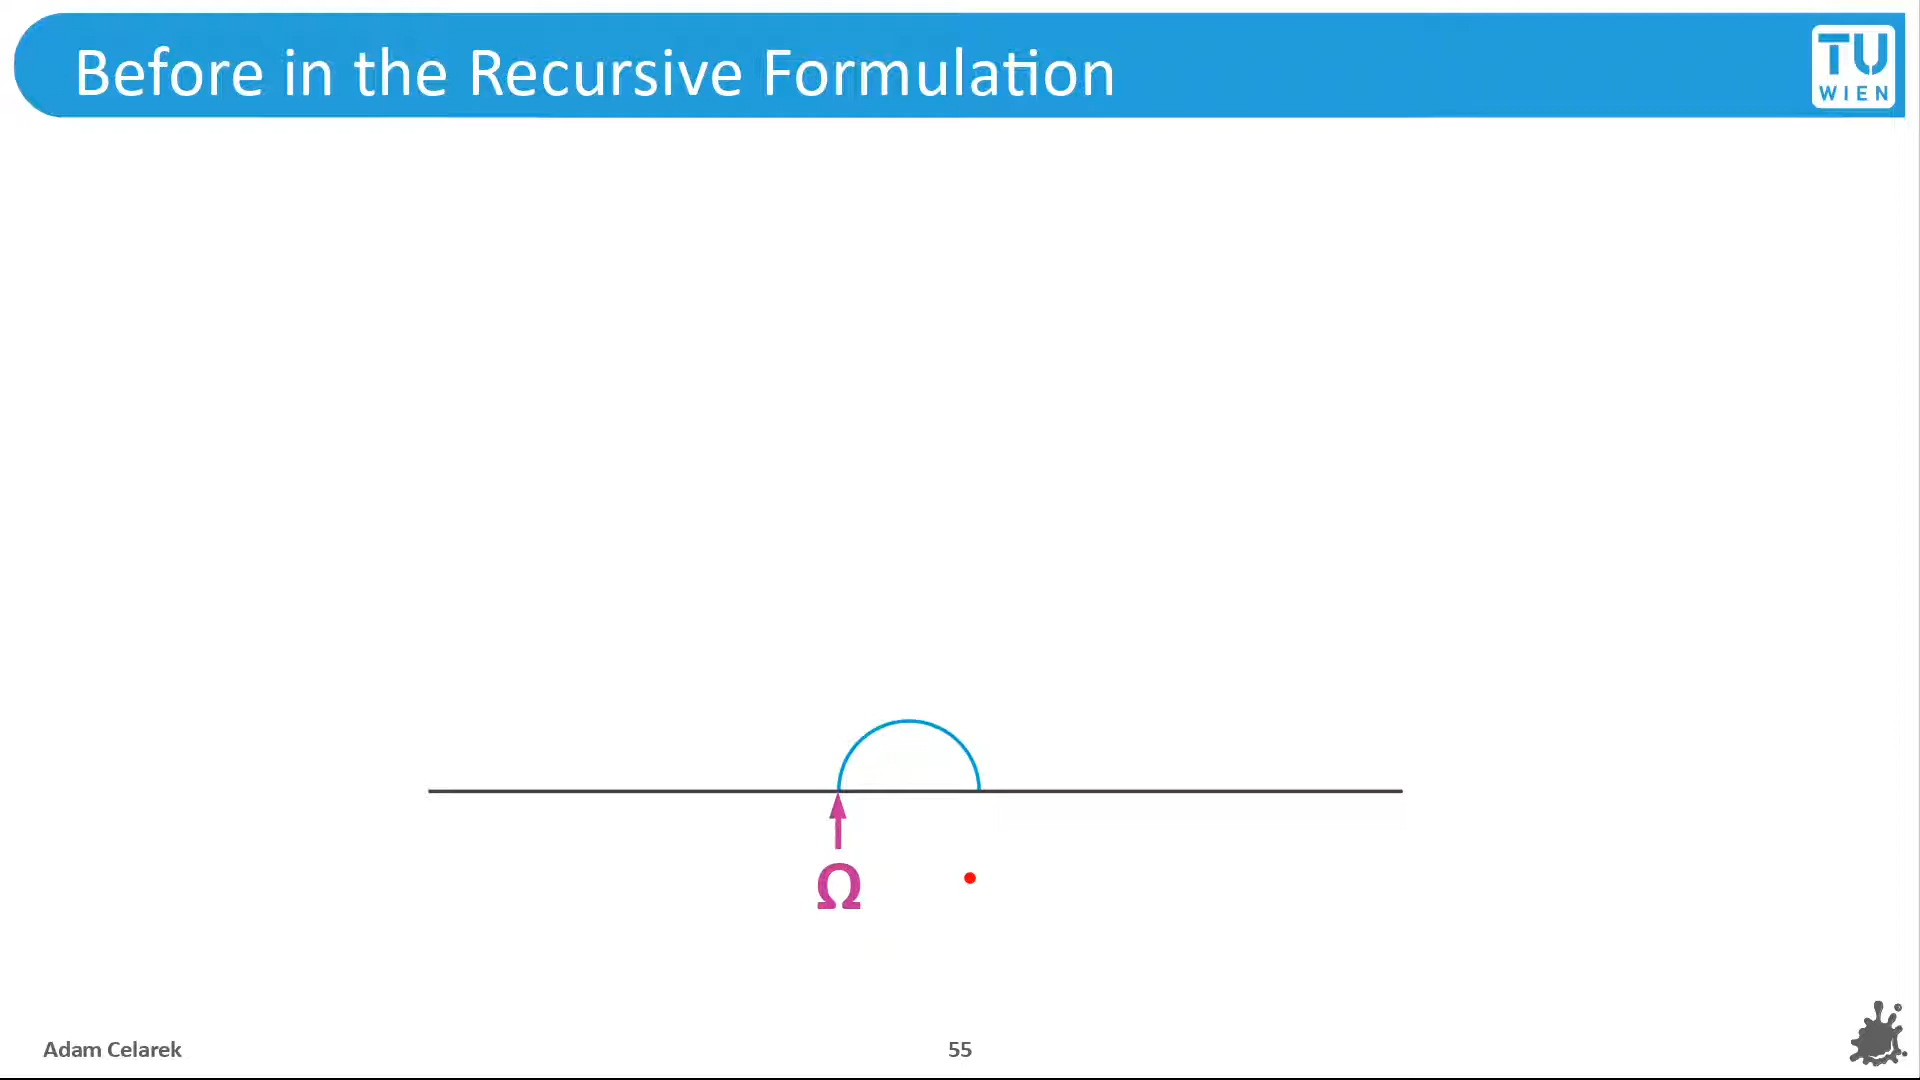 Before in the Recursive Formulation
TU
WIEN
Ω
Adam Celarek
55